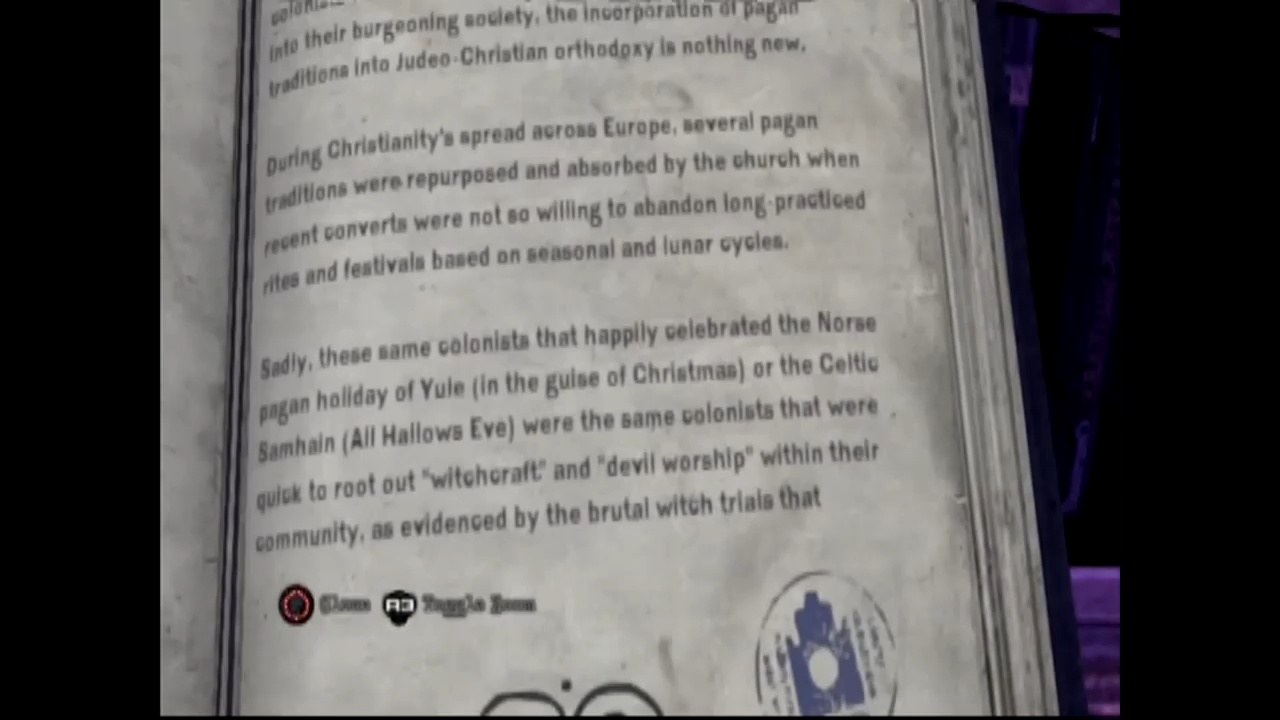 into their burgeoning society, the incorporation of pagan
traditions into Judeo-Christian orthodoxy is nothing new.
During Christianity's spread across Europe, several pagan
traditions were repurposed and absorbed by the church when
recent converts were not so willing to abandon long-practiced
rites and festivals based on seasonal and lunar cycles.
Sadly, these same colonists that happily celebrated the Norse
pagan holiday of Yule (in the guise of Christmas) or the Celtic
Samhain (All Hallows Eve) were the same colonists that were
quick to root out "witchcraft" and "devil worship" within their
community, as evidenced by the brutal witch trials that
Close Toggle Zoom